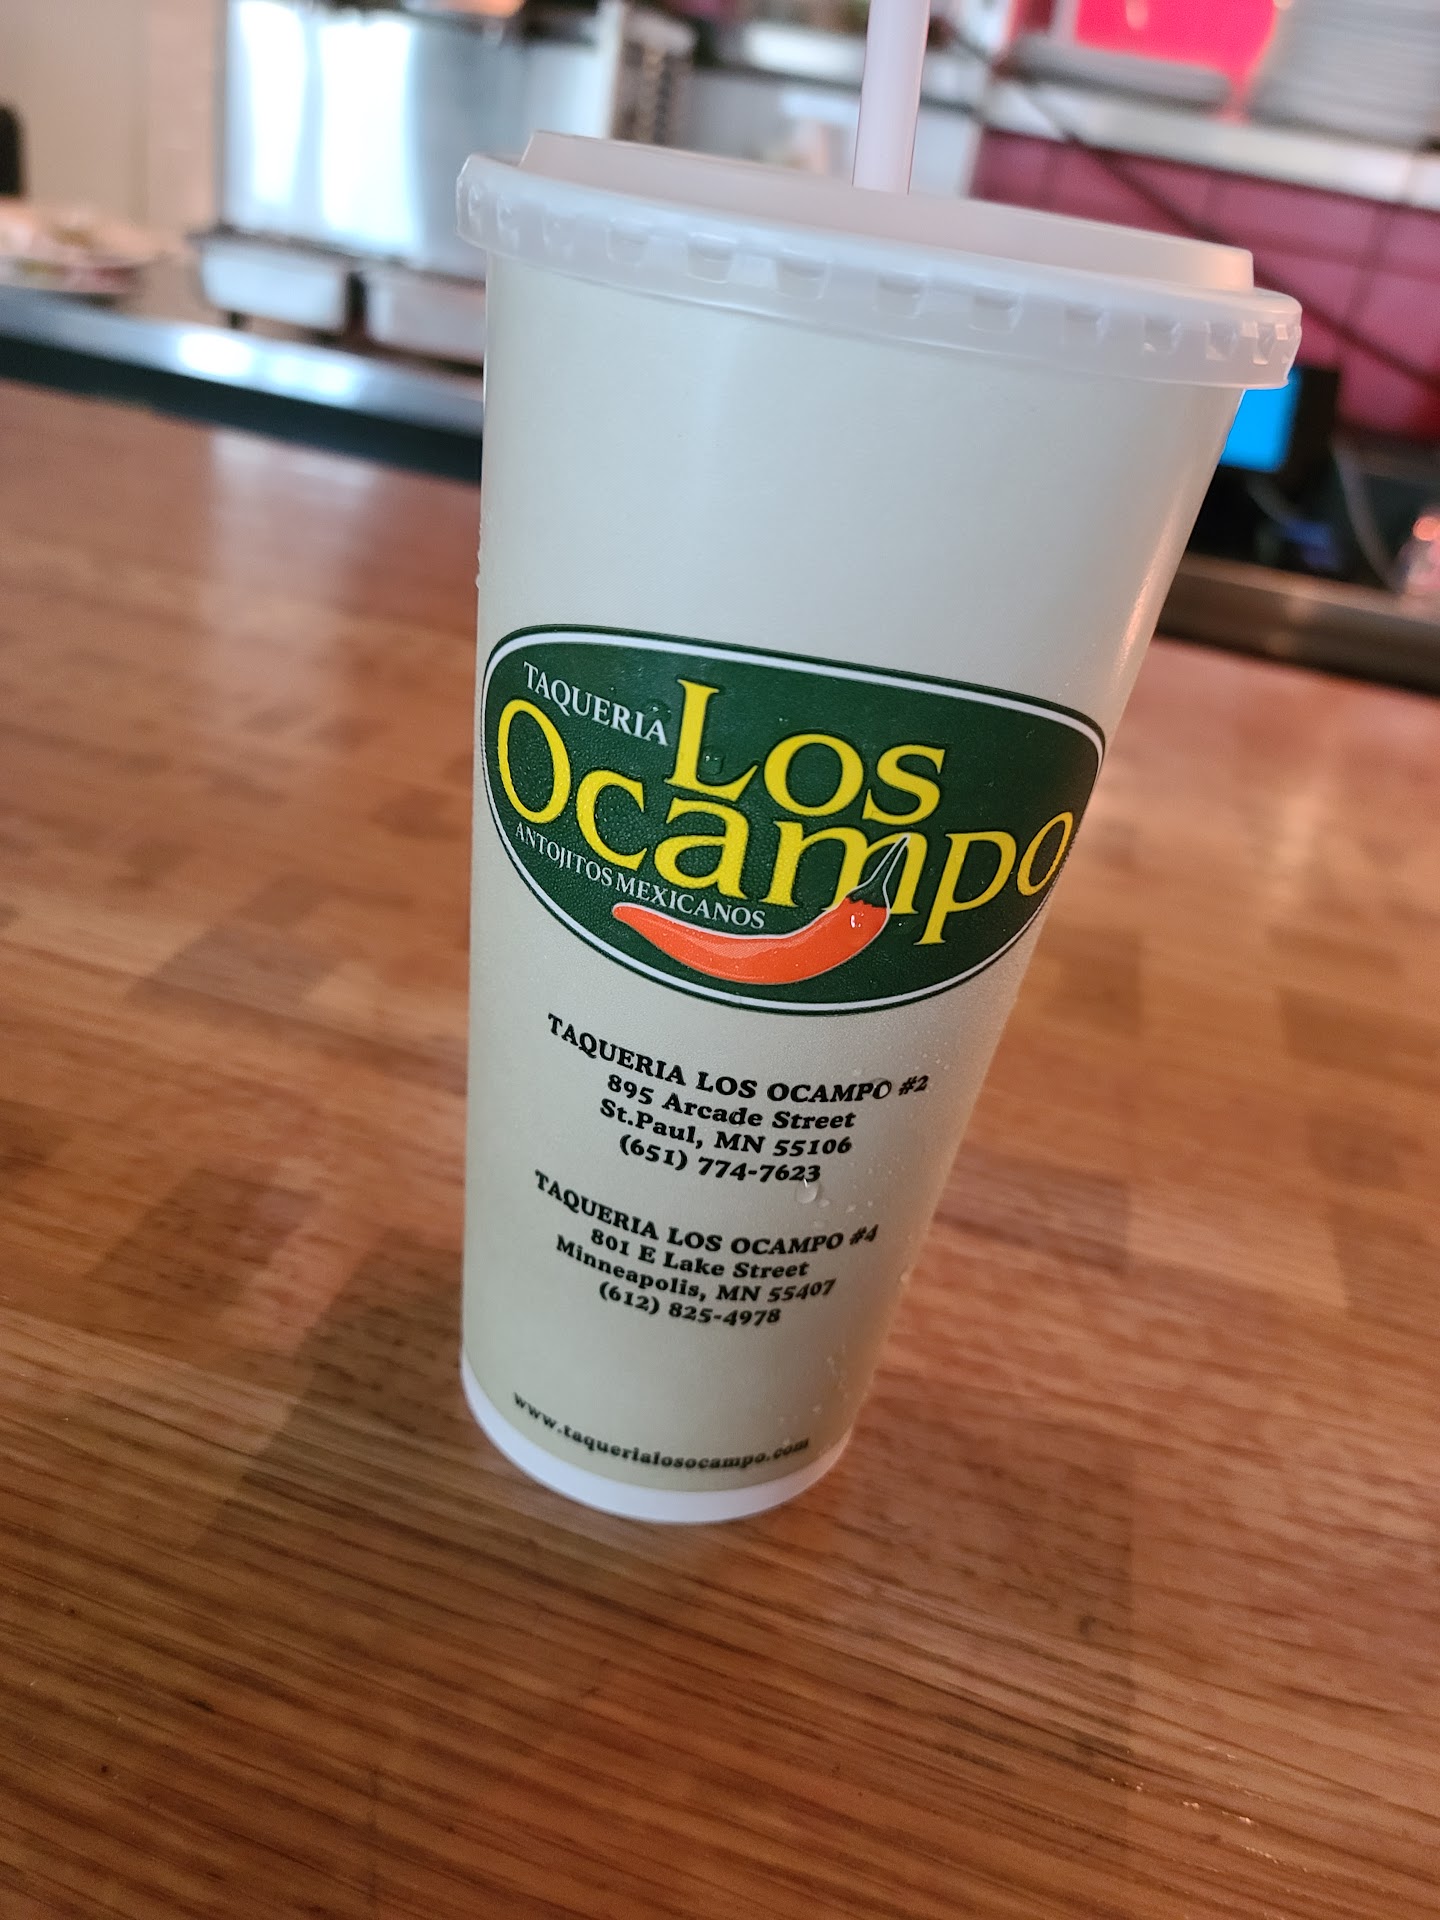 TAQUERIA Los
Ocampo
ANTOJITOS MEXICANOS
TAQUERIA LOS OCAMPO #2
895 Arcade Street
St.Paul, MN 55106
(651) 774-7623
TAQUERIA LOS OCAMPO #4
801 E Lake Street
Minneapolis, MN 55407
(612) 825-4978
www.taquerialosocampo.com